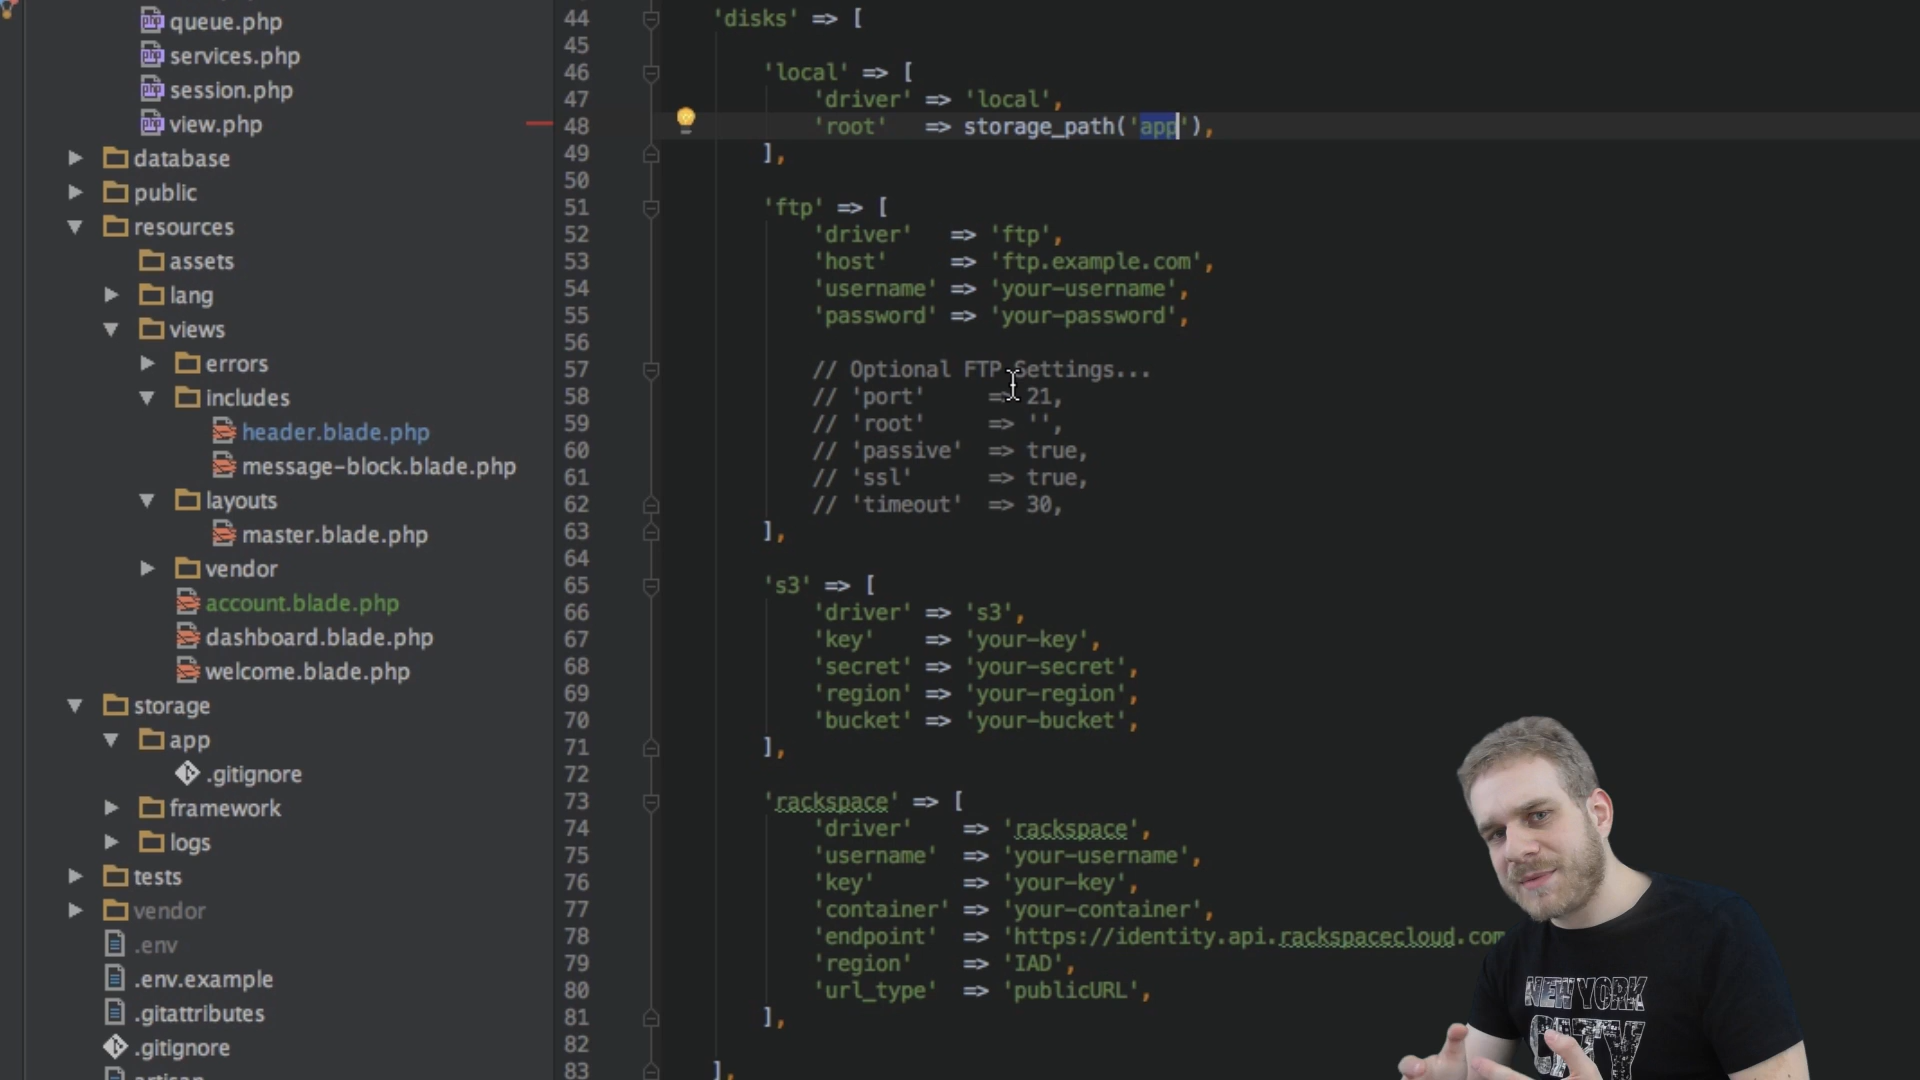 queue.php
services.php
session.php
view.php
database
public
resources
assets
lang
views
errors
includes
header.blade.php
message-block.blade.php
layouts
master.blade.php
vendor
account.blade.php
dashboard.blade.php
welcome.blade.php
storage
app
.gitignore
framework
logs
tests
vendor
.env
.env.example
.gitattributes
.gitignore
artisan
44 'disks' => [
45
46 'local' => [
47 'driver' => 'local',
48 'root' => storage_path('app'),
49 ],
50
51 'ftp' => [
52 'driver' => 'ftp',
53 'host' => 'ftp.example.com',
54 'username' => 'your-username',
55 'password' => 'your-password',
56
57 // Optional FTP Settings...
58 // 'port' => 21,
59 // 'root' => '',
60 // 'passive' => true,
61 // 'ssl' => true,
62 // 'timeout' => 30,
63 ],
64
65 's3' => [
66 'driver' => 's3',
67 'key' => 'your-key',
68 'secret' => 'your-secret',
69 'region' => 'your-region',
70 'bucket' => 'your-bucket',
71 ],
72
73 'rackspace' => [
74 'driver' => 'rackspace',
75 'username' => 'your-username',
76 'key' => 'your-key',
77 'container' => 'your-container',
78 'endpoint' => 'https://identity.api.rackspacecloud.com
79 'region' => 'IAD',
80 'url_type' => 'publicURL',
81 ],
82
83 ],
NEW YORK
CITY